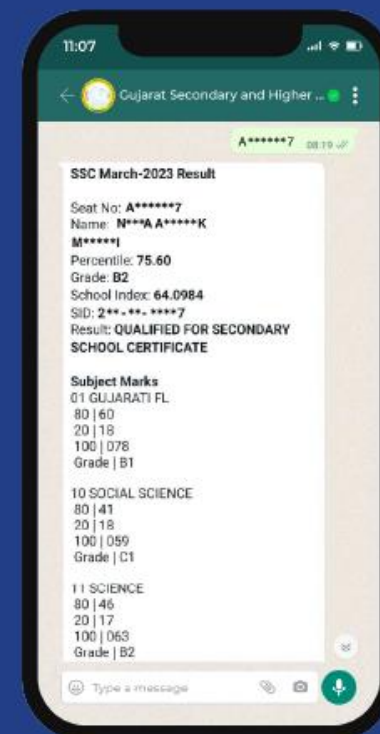 11:07
Gujarat Secondary and Higher ...
A******7 08:19
SSC March-2023 Result
Seat No: A******7
Name: N***A A*****K
M*****I
Percentile: 75.60
Grade: B2
School Index: 64.0984
SID: 2**-**-****7
Result: QUALIFIED FOR SECONDARY
SCHOOL CERTIFICATE
Subject Marks
01 GUJARATI FL
80 | 60
20 | 18
100 | 078
Grade | B1
10 SOCIAL SCIENCE
80 | 41
20 | 18
100 | 059
Grade | C1
11 SCIENCE
80 | 46
20 | 17
100 | 063
Grade | B2
Type a message